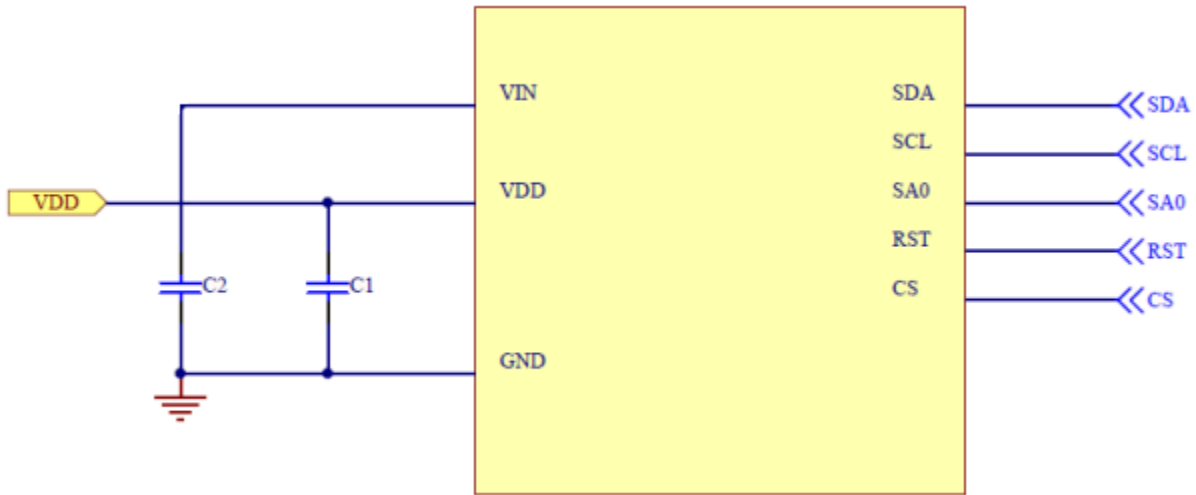 VIN
SDA
SDA
SCL
SCL
VDD
VDD
SA0
SA0
RST
RST
C2
C1
CS
CS
GND